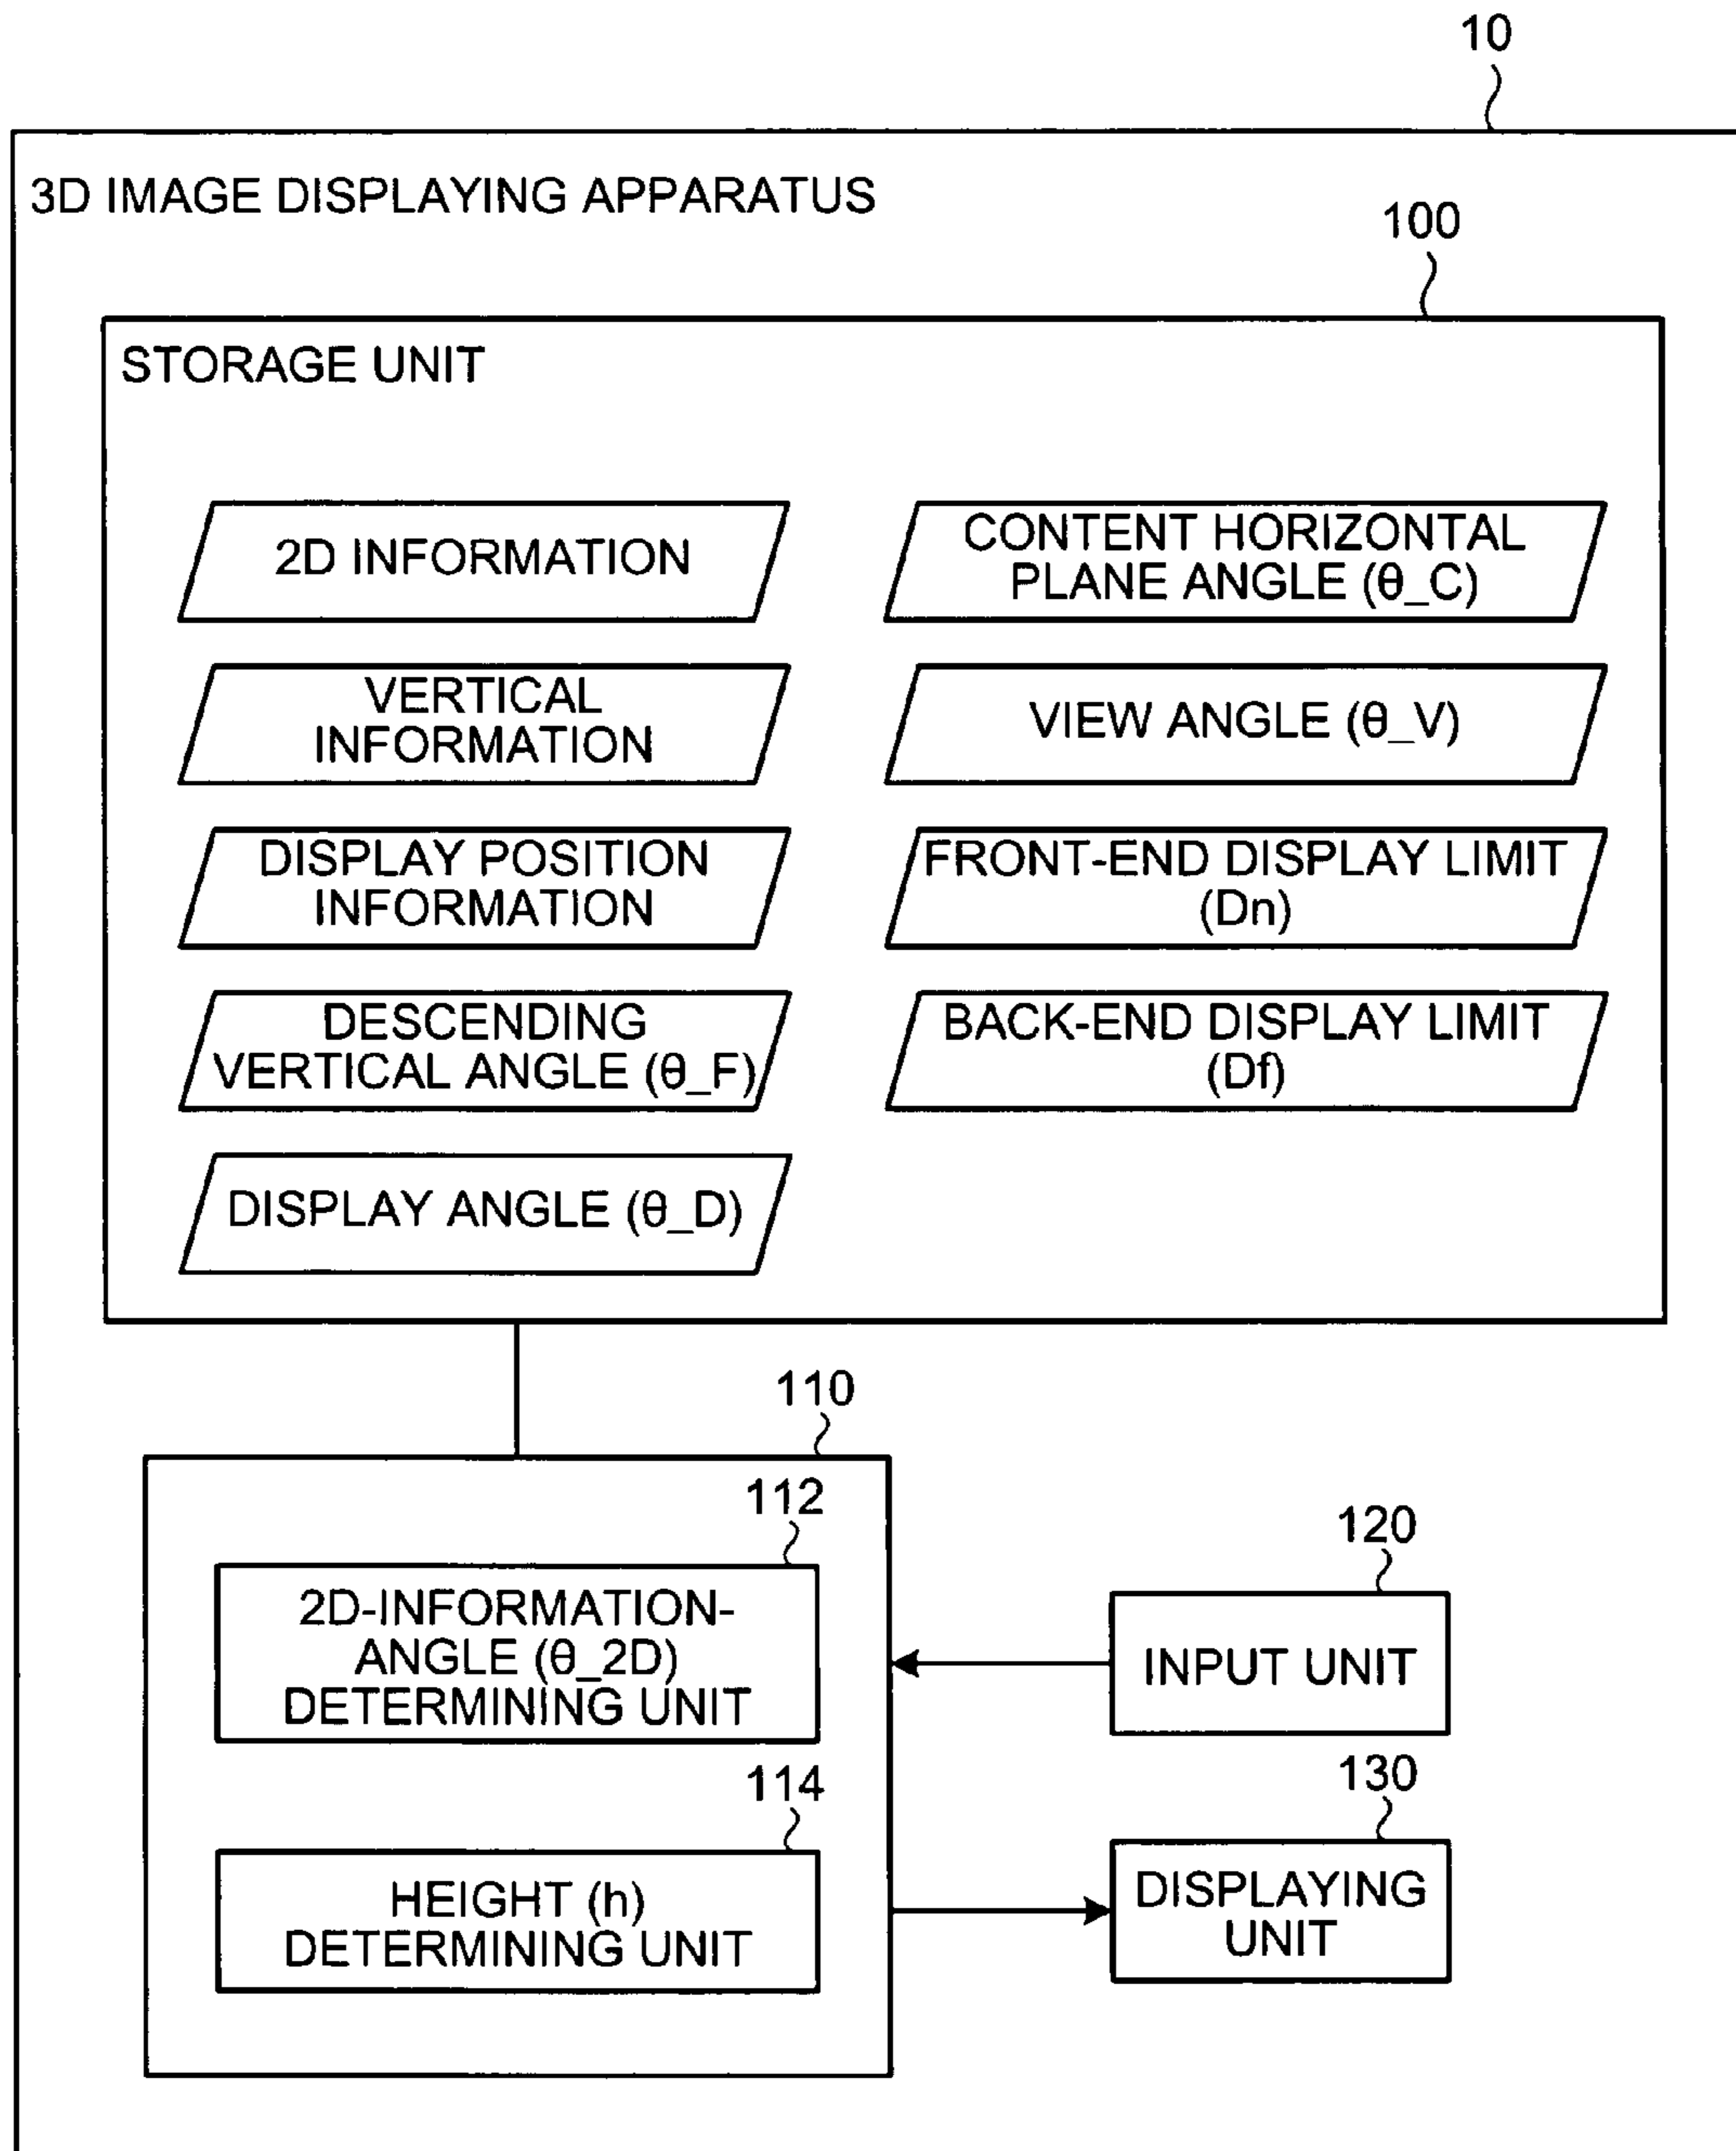 10
3D IMAGE DISPLAYING APPARATUS
100
STORAGE UNIT
2D INFORMATION
VERTICAL
INFORMATION
DISPLAY POSITION
INFORMATION
DESCENDING
VERTICAL ANGLE (θ_F)
DISPLAY ANGLE (θ_D)
CONTENT HORIZONTAL
PLANE ANGLE (θ_C)
VIEW ANGLE (θ_V)
FRONT-END DISPLAY LIMIT
(Dn)
BACK-END DISPLAY LIMIT
(Df)
110
112
2D-INFORMATION-
ANGLE (θ_2D)
DETERMINING UNIT
114
HEIGHT (h)
DETERMINING UNIT
120
INPUT UNIT
130
DISPLAYING
UNIT